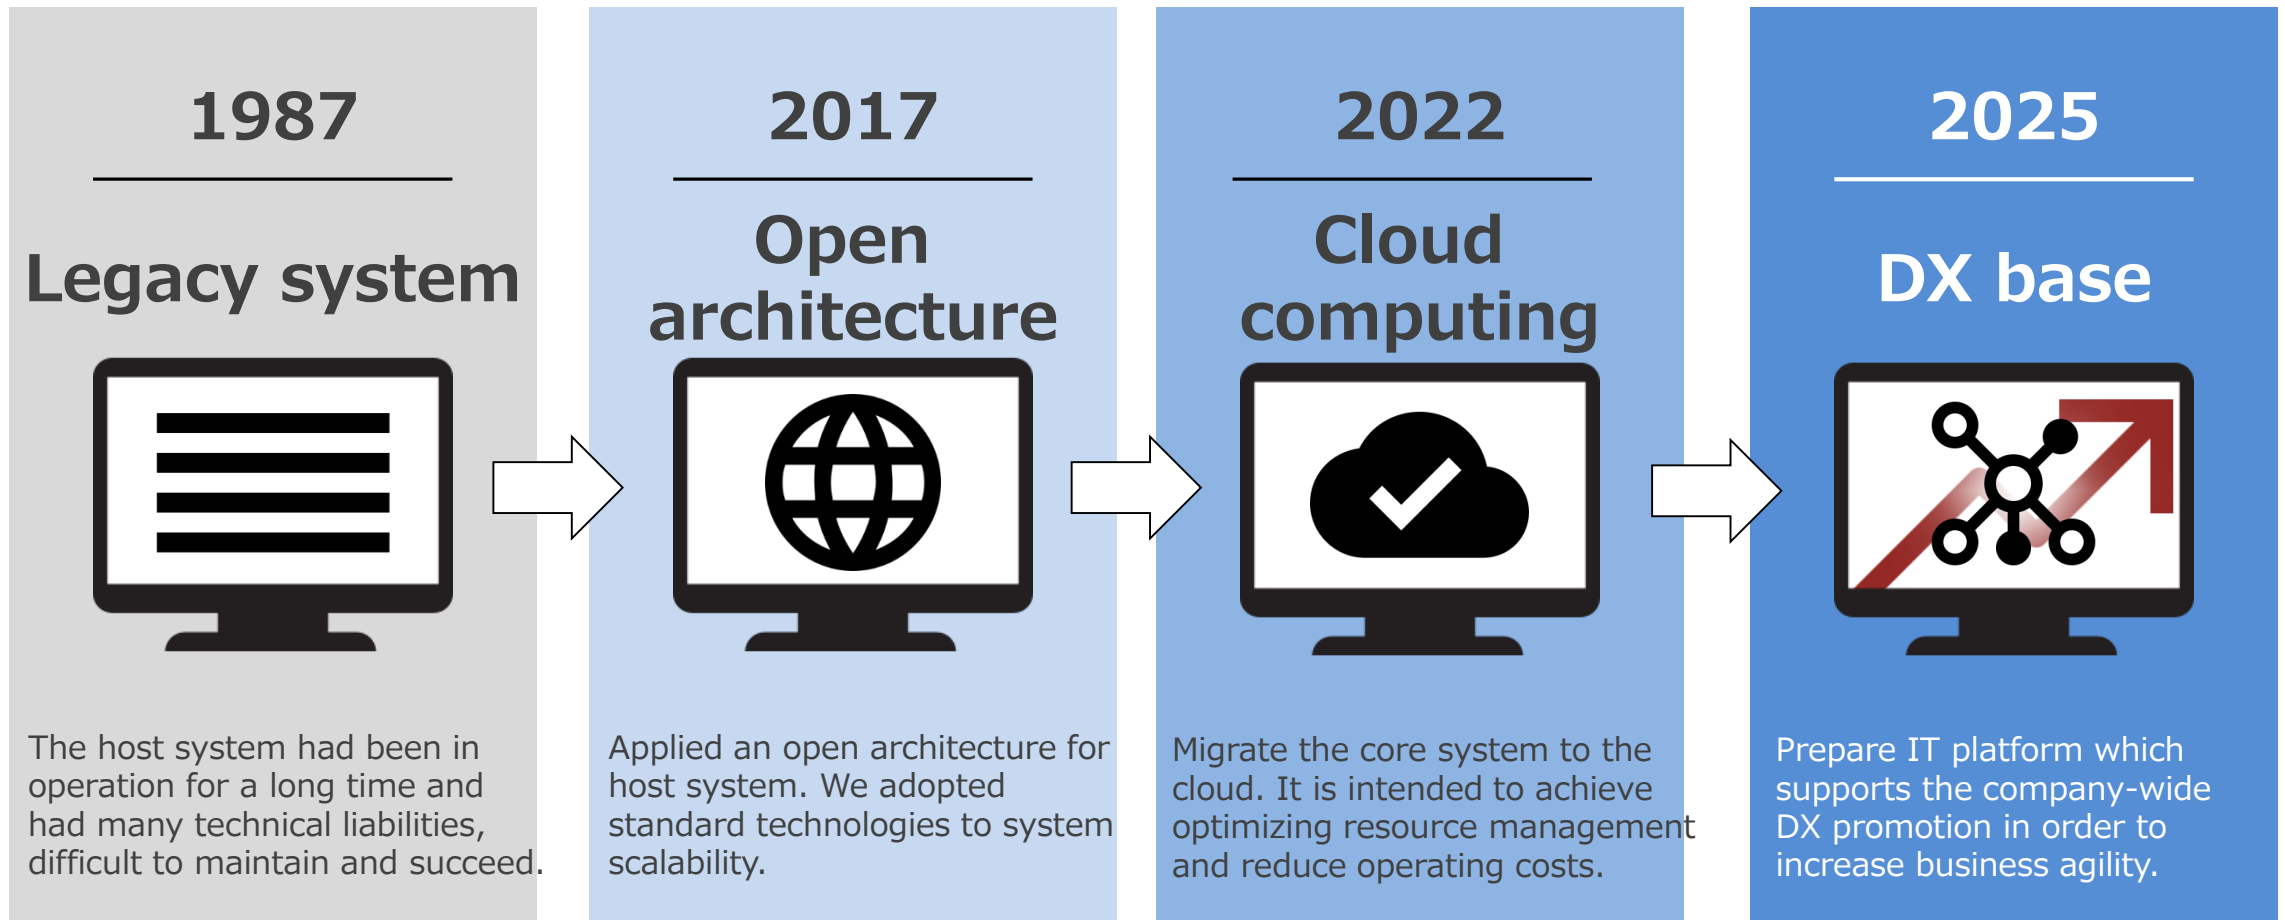 1987
Legacy system
The host system had been in
operation for a long time and
had many technical liabilities,
difficult to maintain and succeed.
2017
Open
architecture
Applied an open architecture for
host system. We adopted
standard technologies to system
scalability.
2022
Cloud
computing
Migrate the core system to the
cloud. It is intended to achieve
optimizing resource management
and reduce operating costs.
2025
DX base
Prepare IT platform which
supports the company-wide
DX promotion in order to
increase business agility.